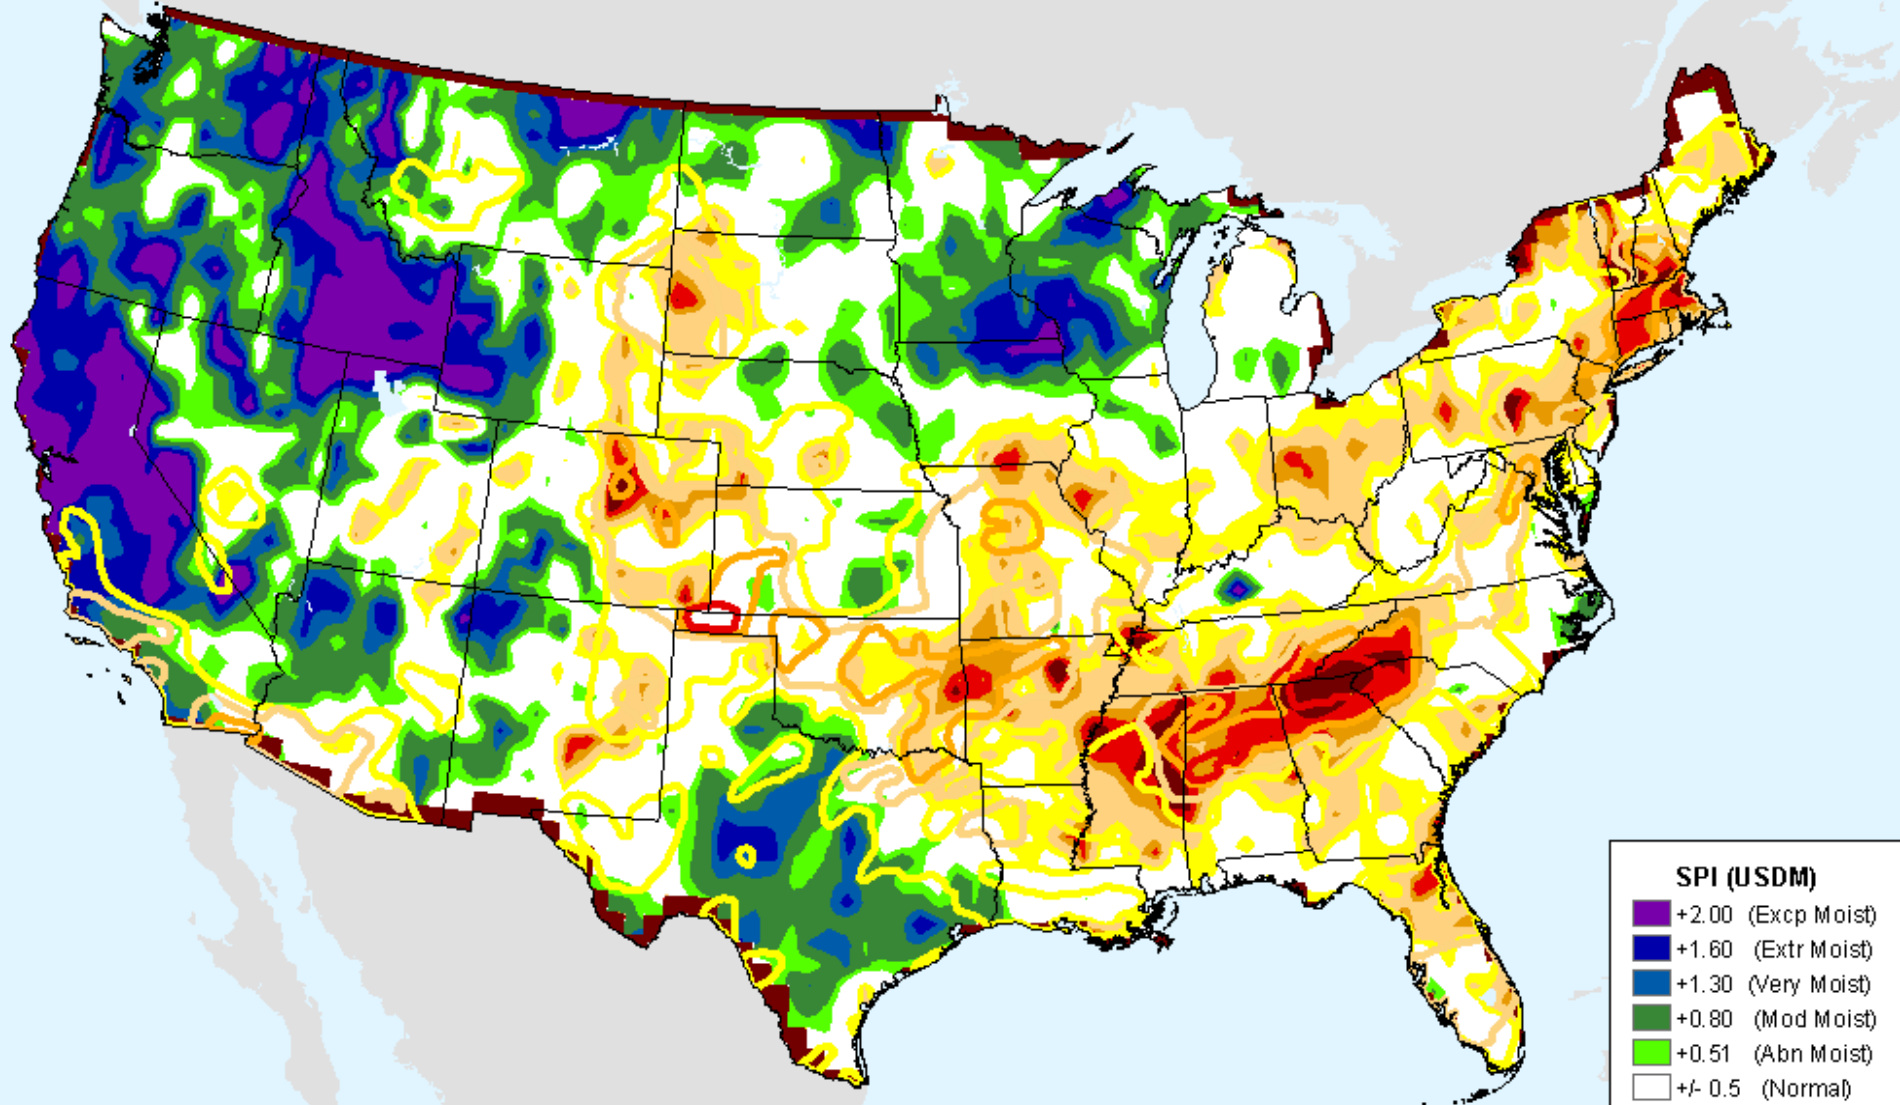 SPI (USDM)
+2.00 (Excp Moist)
+1.60 (Extr Moist)
+1.30 (Very Moist)
+0.80 (Mod Moist)
+0.51 (Abn Moist)
+/- 0.5 (Normal)